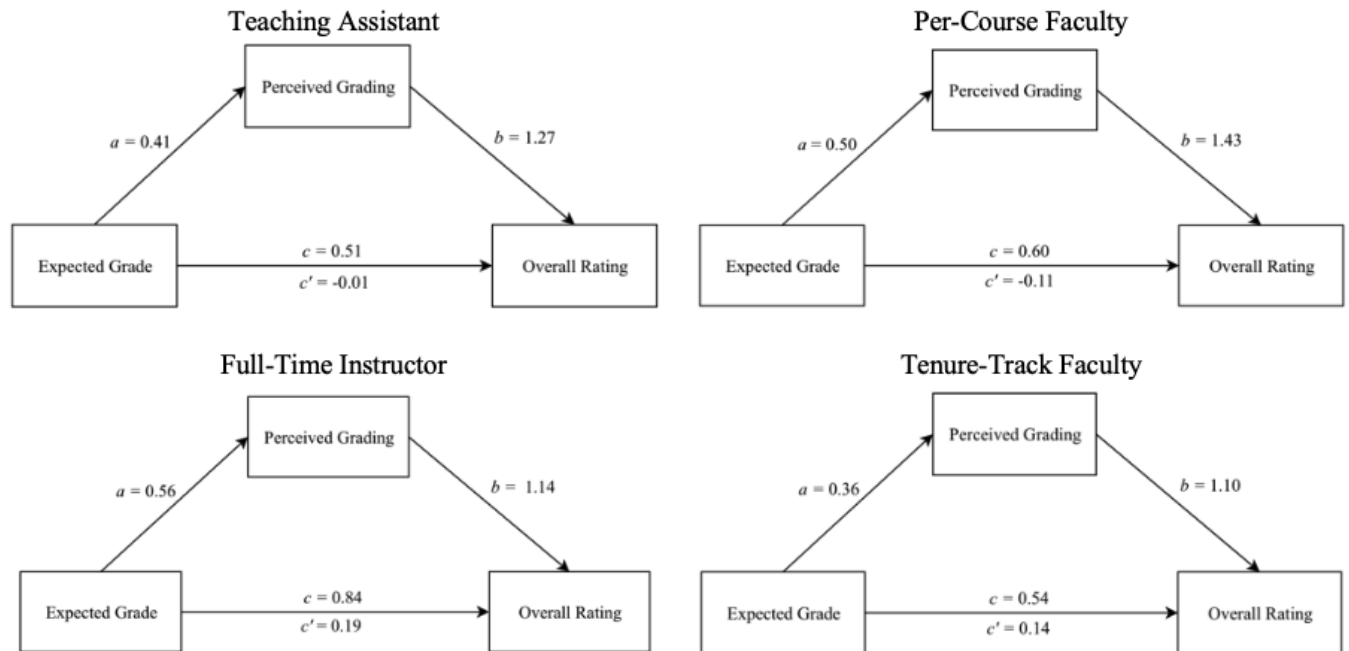 Teaching Assistant
Perceived Grading
a = 0.41
b = 1.27
Expected Grade
c = 0.51
c′ = -0.01
Overall Rating
Per-Course Faculty
Perceived Grading
a = 0.50
b = 1.43
Expected Grade
c = 0.60
c′ = -0.11
Overall Rating
Full-Time Instructor
Perceived Grading
a = 0.56
b = 1.14
Expected Grade
c = 0.84
c′ = 0.19
Overall Rating
Tenure-Track Faculty
Perceived Grading
a = 0.36
b = 1.10
Expected Grade
c = 0.54
c′ = 0.14
Overall Rating